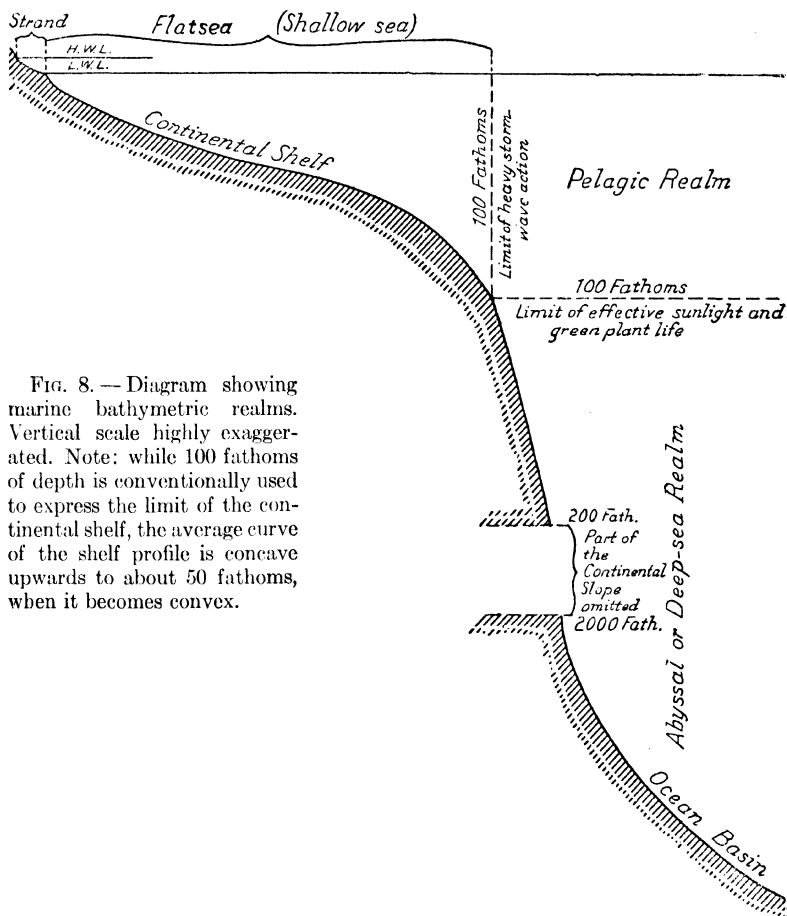 Strand
Flatsea (Shallow sea)
H.W.L.
L.W.L.
Continental Shelf
100 Fathoms
Limit of heavy storm-
wave action
Pelagic Realm
100 Fathoms
Limit of effective sunlight and
green plant life
FIG. 8. — Diagram showing
marine bathymetric realms.
Vertical scale highly exagger-
ated. Note: while 100 fathoms
of depth is conventionally used
to express the limit of the con-
tinental shelf, the average curve
of the shelf profile is concave
upwards to about 50 fathoms,
when it becomes convex.
200 Fath.
Part of
the
Continental
Slope
omitted
2000 Fath.
Abyssal or Deep-sea Realm
Ocean Basin